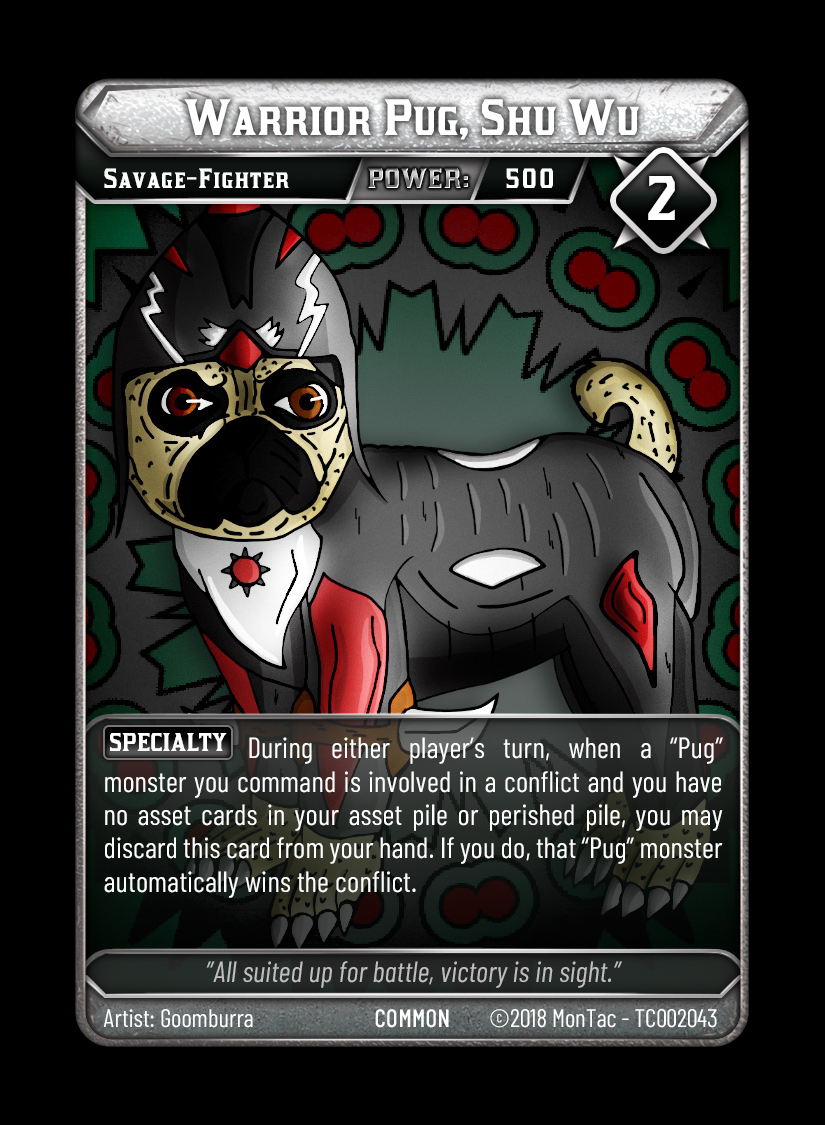 Warrior Pug, Shu Wu
Savage-Fighter POWER: 500
2
SPECIALTY During either player's turn, when a "Pug"
monster you command is involved in a conflict and you have
no asset cards in your asset pile or perished pile, you may
discard this card from your hand. If you do, that "Pug" monster
automatically wins the conflict.
"All suited up for battle, victory is in sight."
Artist: Goomburra COMMON ©2018 MonTac - TC002043